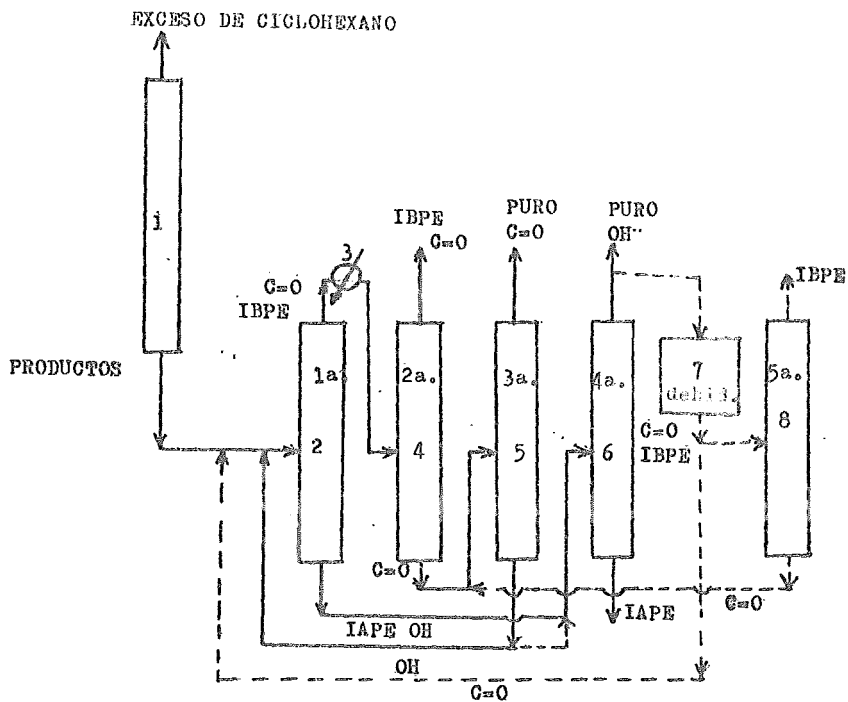 EXCESO DE CICLOHEXANO
1
PRODUCTOS
3
C=O
IBPE
1a.
2
IBPE
C=O
2a.
4
C=O
PURO
C=O
3a.
5
PURO
OH
4a.
6
7
dehid.
C=O
IBPE
IBPE
5a.
8
C=O
IAPE OH
IAPE
OH
C=O